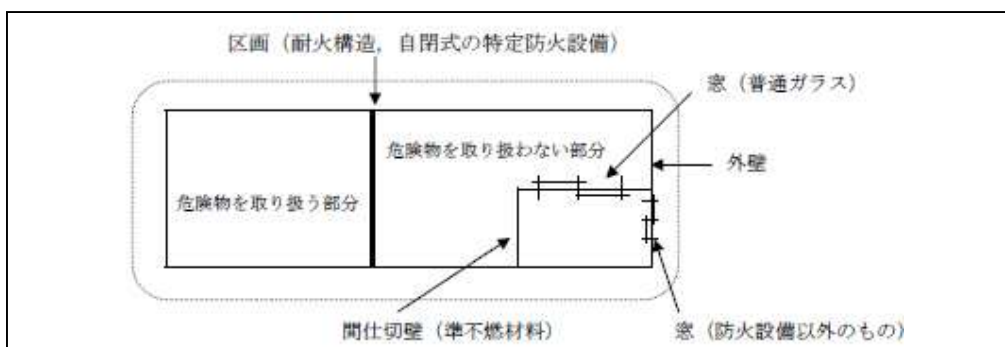 区画（耐火構造，自閉式の特定防火設備）
窓（普通ガラス）
危険物を取り扱わない部分
外壁
危険物を取り扱う部分
間仕切壁（準不燃材料）
窓（防火設備以外のもの）